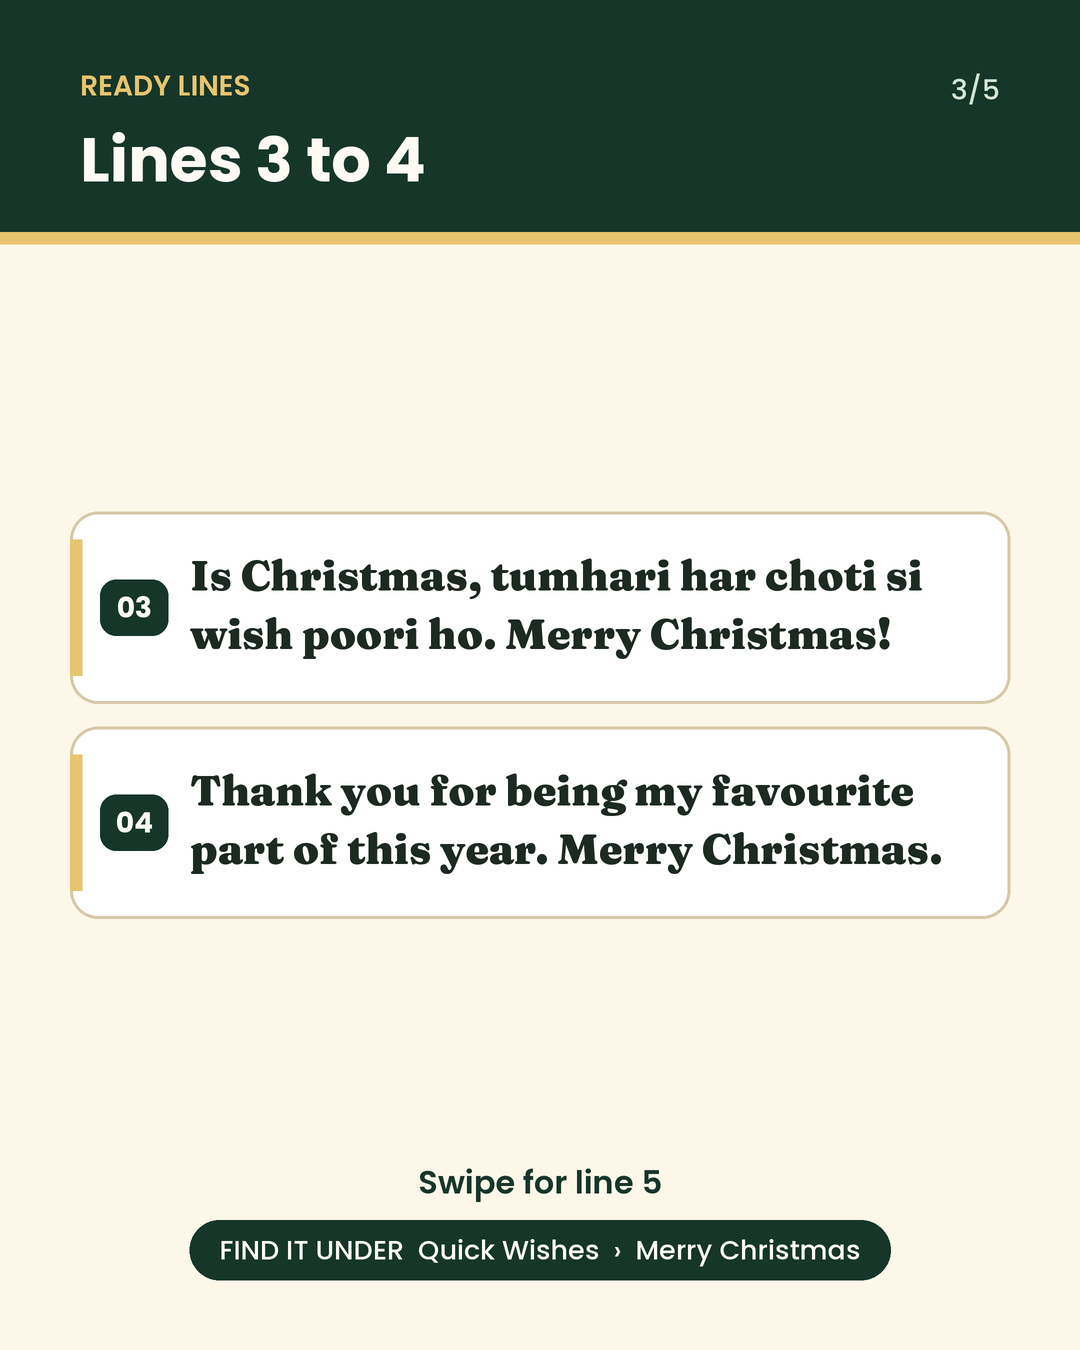 READY LINES
3/5
Lines 3 to 4
03
Is Christmas, tumhari har choti si
wish poori ho. Merry Christmas!
04
Thank you for being my favourite
part of this year. Merry Christmas.
Swipe for line 5
FIND IT UNDER Quick Wishes › Merry Christmas